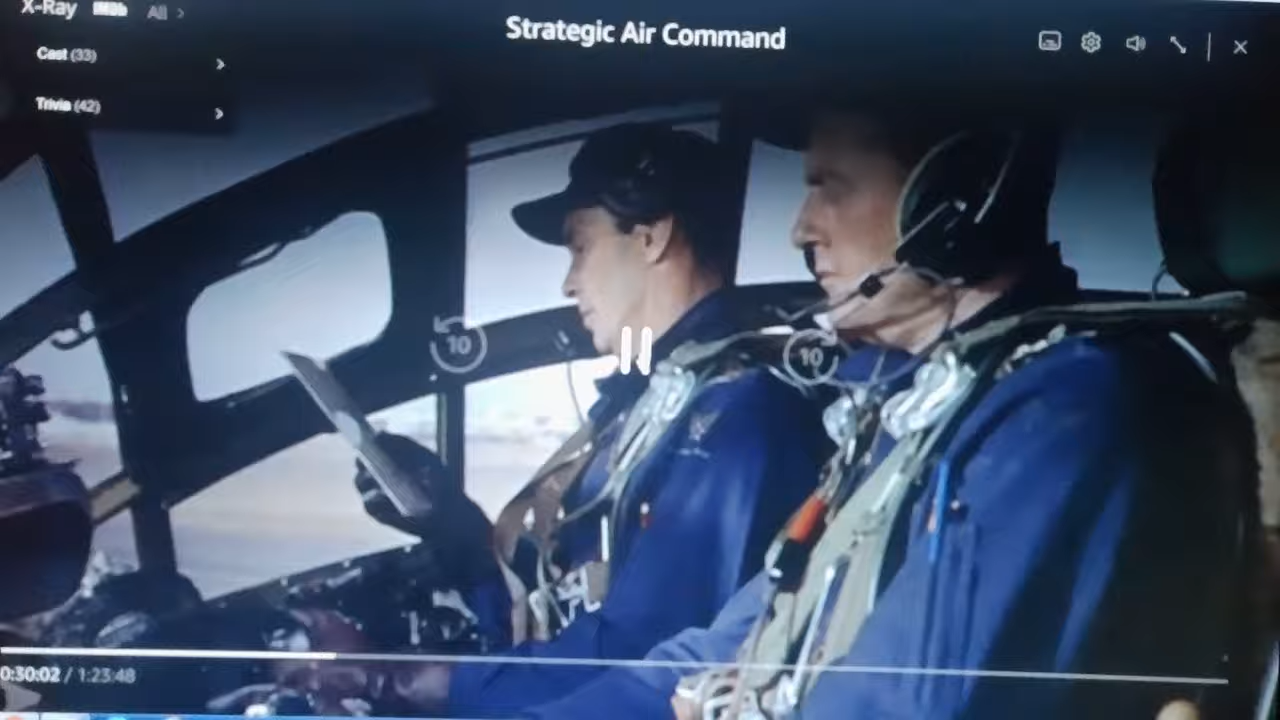 X-Ray IMDb All >
Strategic Air Command
Cast (33)
Trivia (42)
10 10
0:30:02 / 1:23:48